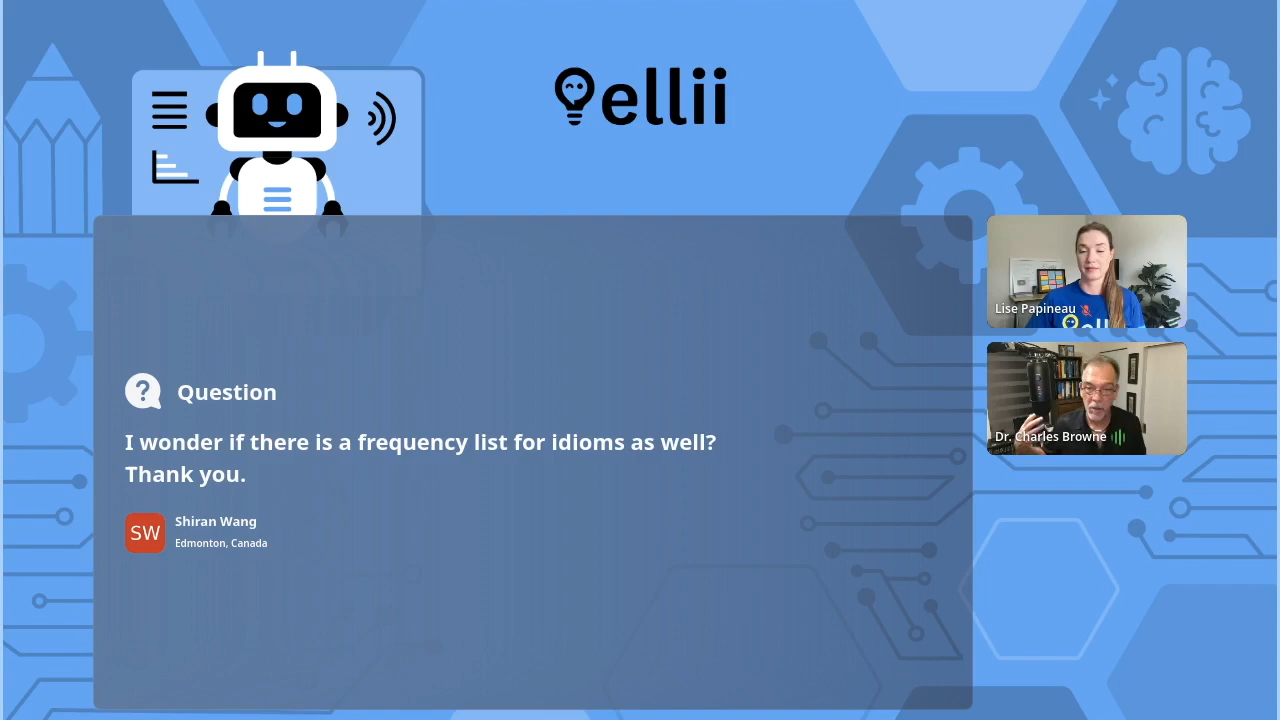 ellii
Question
I wonder if there is a frequency list for idioms as well?
Thank you.
SW
Shiran Wang
Edmonton, Canada
Lise Papineau
Dr. Charles Browne